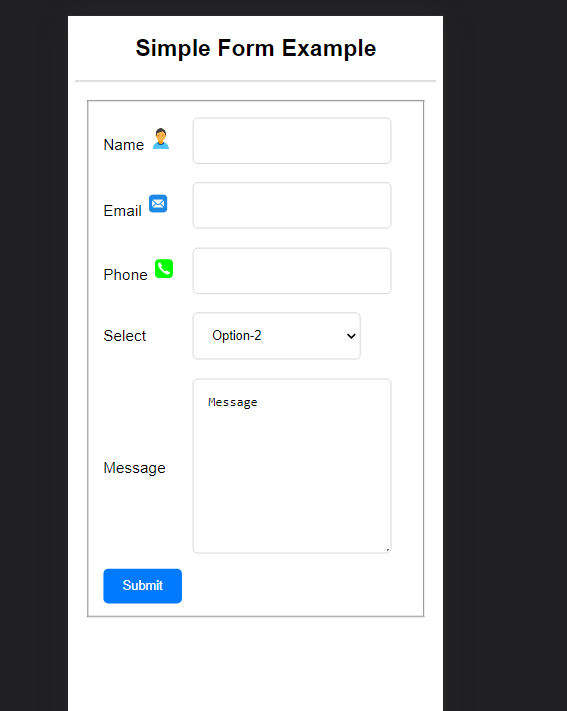 Simple Form Example
Name
Email
Phone
Select Option-2
Message
Message
Submit